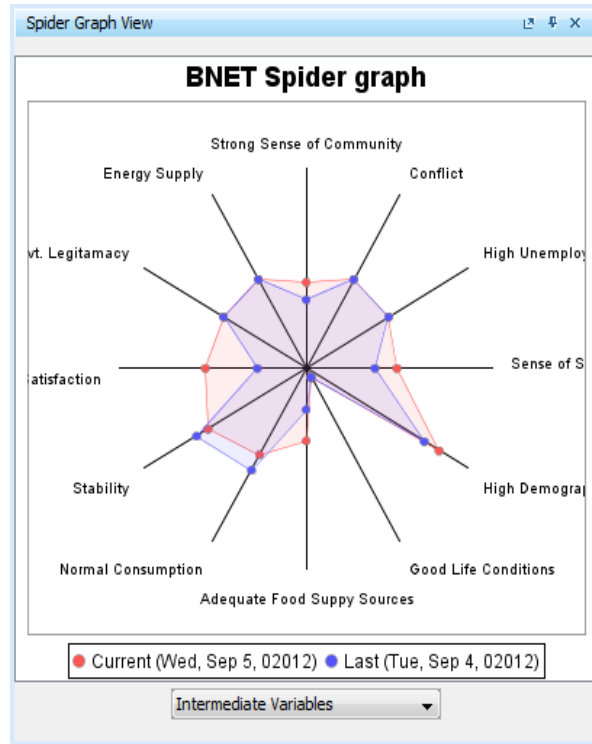 Spider Graph View
BNET Spider graph
Strong Sense of Community
Energy Supply
Conflict
vt. Legitamacy
High Unemploy
Sense of S
atisfaction
Stability
High Demograp
Normal Consumption
Good Life Conditions
Adequate Food Suppy Sources
Current (Wed, Sep 5, 02012) Last (Tue, Sep 4, 02012)
Intermediate Variables